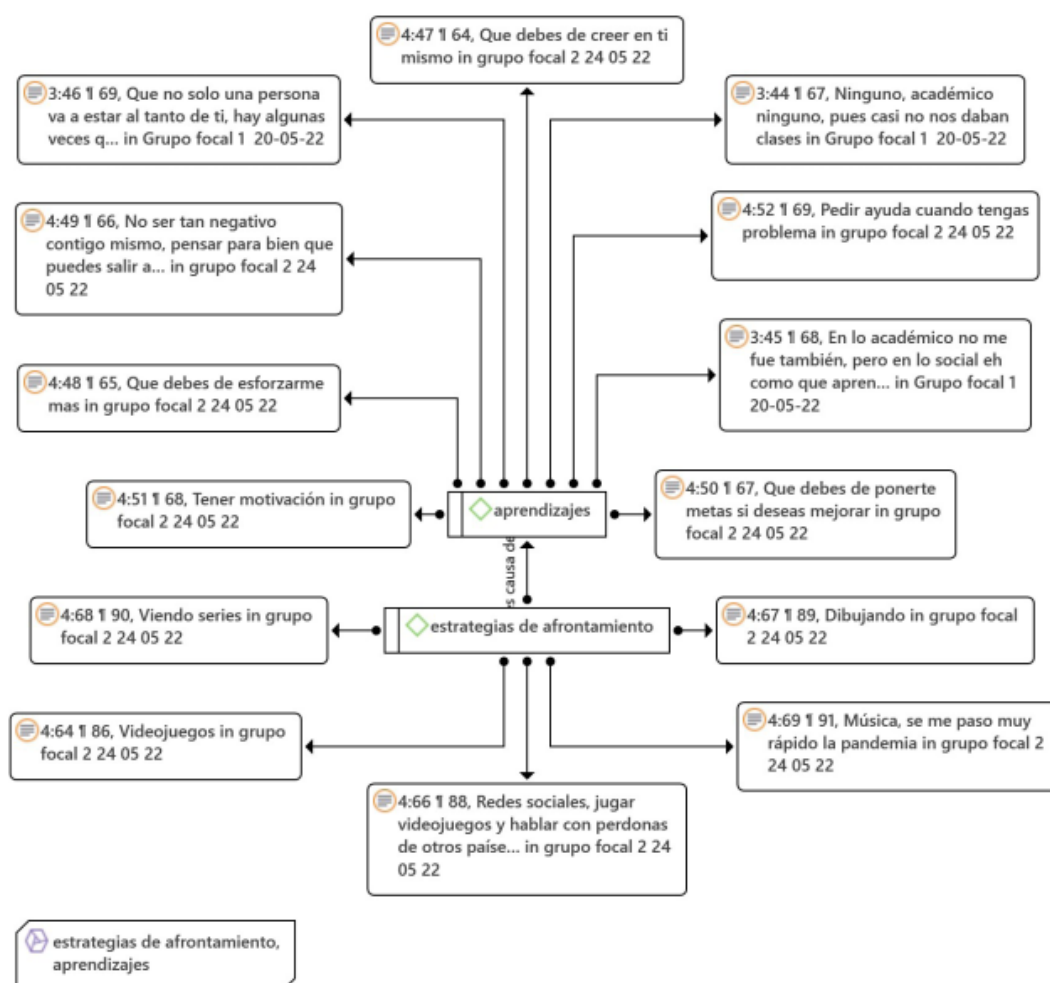 4:47 ¶ 64, Que debes de creer en ti
mismo in grupo focal 2 24 05 22
3:46 ¶ 69, Que no solo una persona
va a estar al tanto de ti, hay algunas
veces q... in Grupo focal 1 20-05-22
3:44 ¶ 67, Ninguno, académico
ninguno, pues casi no nos daban
clases in Grupo focal 1 20-05-22
4:49 ¶ 66, No ser tan negativo
contigo mismo, pensar para bien que
puedes salir a... in grupo focal 2 24
05 22
4:52 ¶ 69, Pedir ayuda cuando tengas
problema in grupo focal 2 24 05 22
3:45 ¶ 68, En lo académico no me
fue también, pero en lo social eh
como que apren... in Grupo focal 1
20-05-22
4:48 ¶ 65, Que debes de esforzarme
mas in grupo focal 2 24 05 22
4:51 ¶ 68, Tener motivación in grupo
focal 2 24 05 22
aprendizajes
4:50 ¶ 67, Que debes de ponerte
metas si deseas mejorar in grupo
focal 2 24 05 22
es causa de
4:68 ¶ 90, Viendo series in grupo
focal 2 24 05 22
estrategias de afrontamiento
4:67 ¶ 89, Dibujando in grupo focal
2 24 05 22
4:64 ¶ 86, Videojuegos in grupo
focal 2 24 05 22
4:69 ¶ 91, Música, se me paso muy
rápido la pandemia in grupo focal 2
24 05 22
4:66 ¶ 88, Redes sociales, jugar
videojuegos y hablar con perdonas
de otros paíse... in grupo focal 2 24
05 22
estrategias de afrontamiento,
aprendizajes